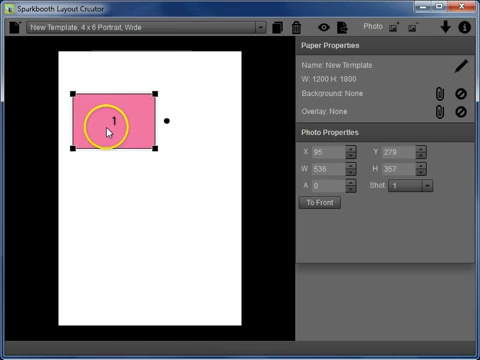 Sparkbooth Layout Creator
New Template, 4 x 6 Portrait, Wide
Photo
Paper Properties
Name: New Template
W: 1200 H: 1800
Background: None
Overlay: None
Photo Properties
X 95 Y 279
W 536 H 357
A 0 Shot 1
To Front
1